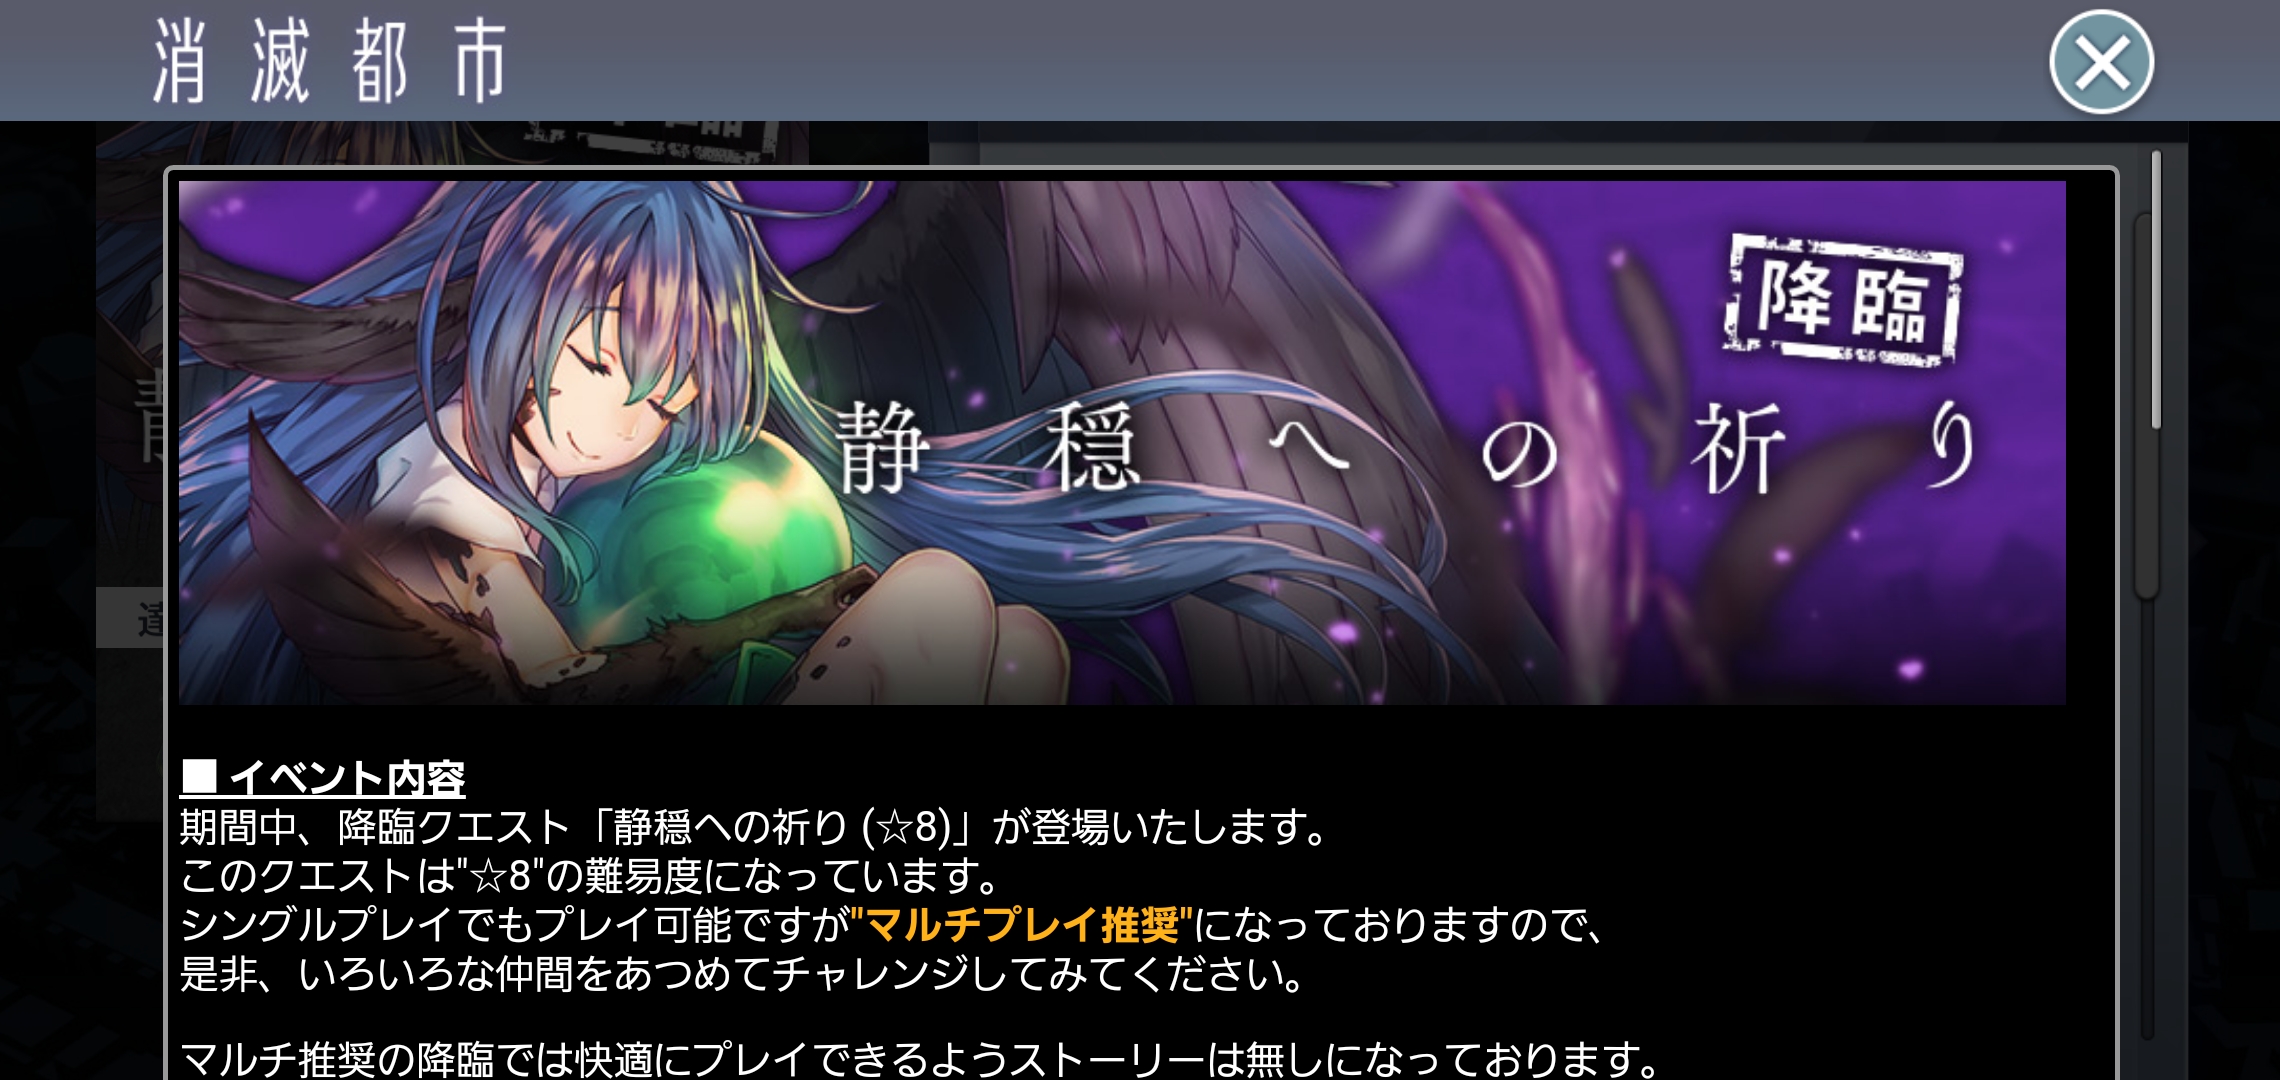 消滅都市
降臨
静穏への祈り
■ イベント内容
期間中、降臨クエスト「静穏への祈り (☆8)」が登場いたします。
このクエストは"☆8"の難易度になっています。
シングルプレイでもプレイ可能ですが"マルチプレイ推奨"になっておりますので、
是非、いろいろな仲間をあつめてチャレンジしてみてください。
マルチ推奨の降臨では快適にプレイできるようストーリーは無しになっております。